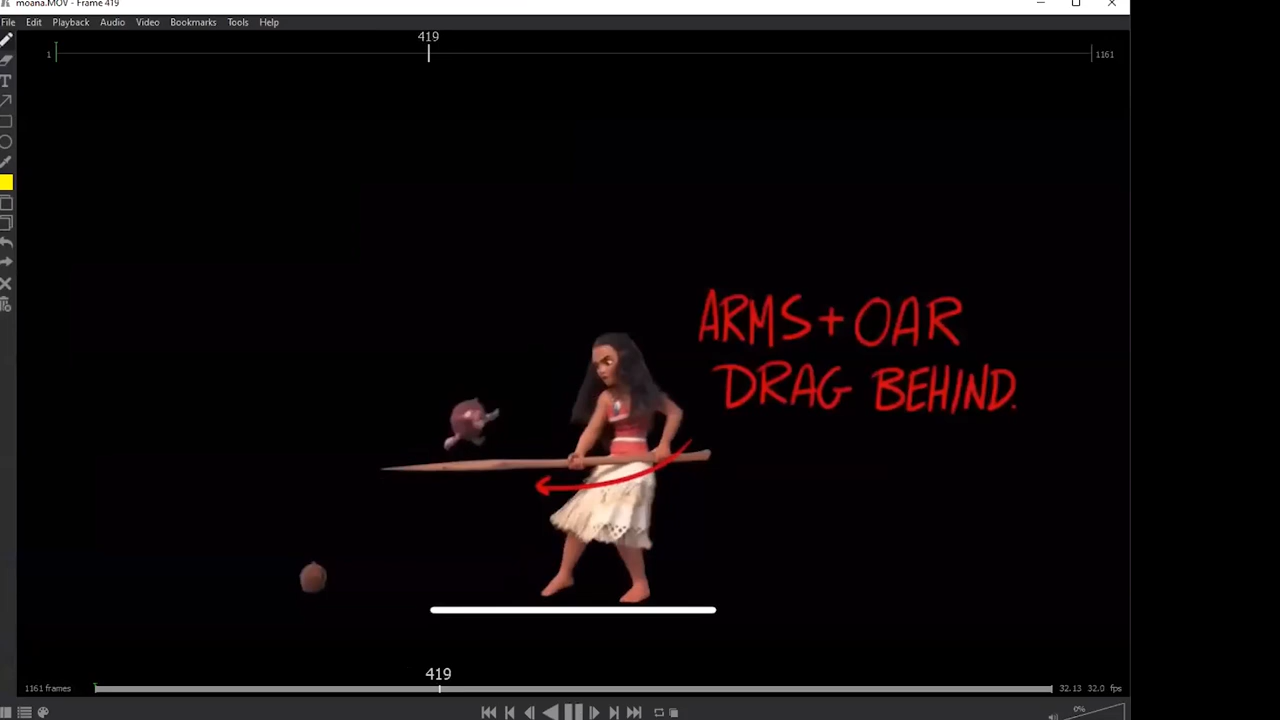 moana.MOV - Frame 419
File Edit Playback Audio Video Bookmarks Tools Help
419
1 1161
ARMS + OAR
DRAG BEHIND.
419
1161 frames 32.13 32.0 fps
0%